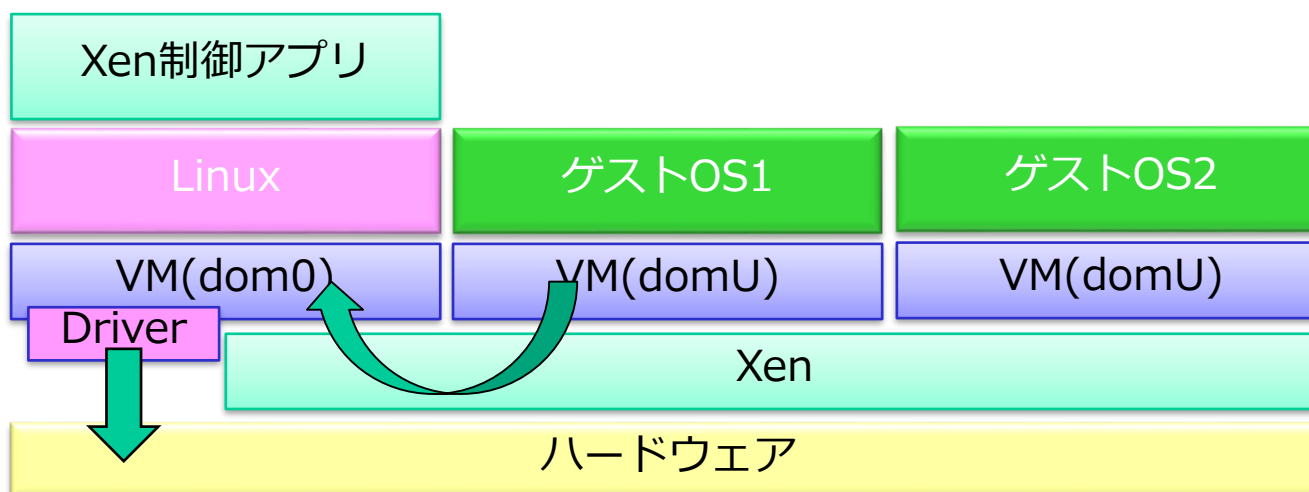 Xen制御アプリ
Linux
ゲストOS1
ゲストOS2
VM(dom0)
VM(domU)
VM(domU)
Driver
Xen
ハードウェア